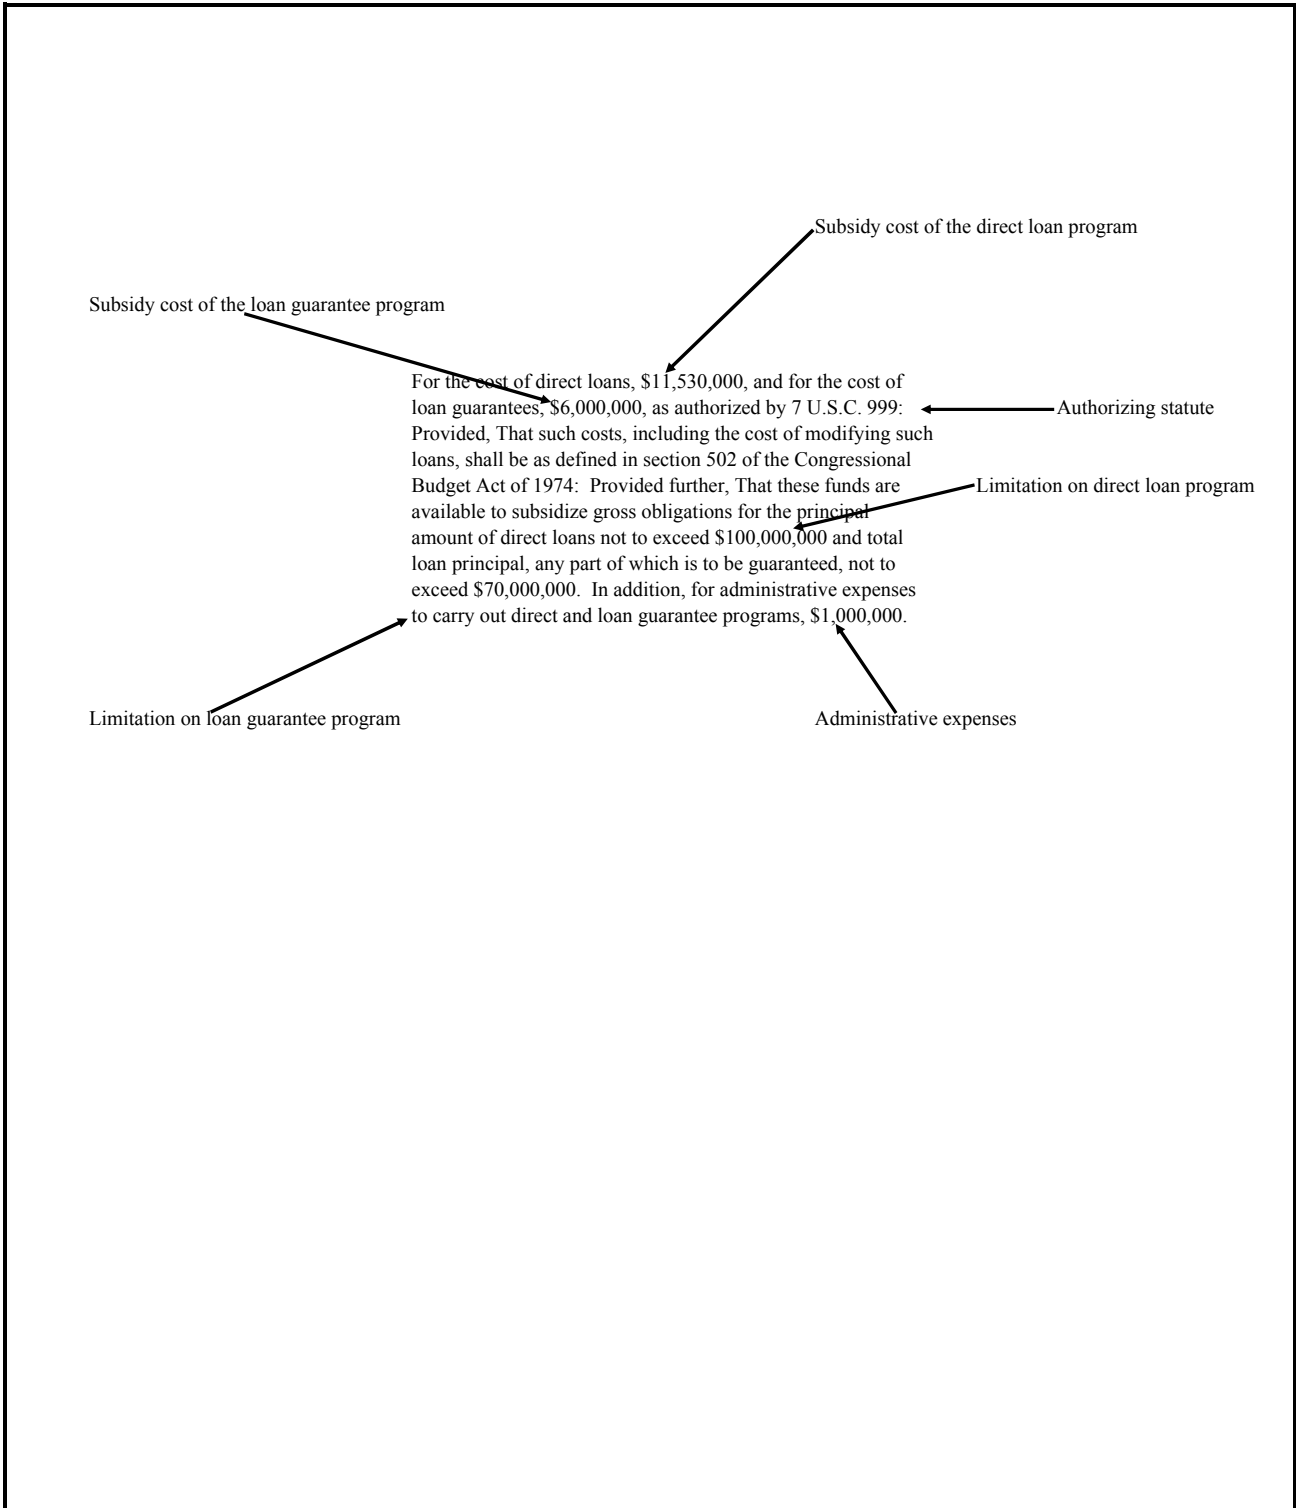 Subsidy cost of the direct loan program
Subsidy cost of the loan guarantee program
For the cost of direct loans, $11,530,000, and for the cost of
loan guarantees, $6,000,000, as authorized by 7 U.S.C. 999:
Authorizing statute
Provided, That such costs, including the cost of modifying such
loans, shall be as defined in section 502 of the Congressional
Budget Act of 1974:  Provided further, That these funds are
Limitation on direct loan program
available to subsidize gross obligations for the principal
amount of direct loans not to exceed $100,000,000 and total
loan principal, any part of which is to be guaranteed, not to
exceed $70,000,000.  In addition, for administrative expenses
to carry out direct and loan guarantee programs, $1,000,000.
Limitation on loan guarantee program
Administrative expenses